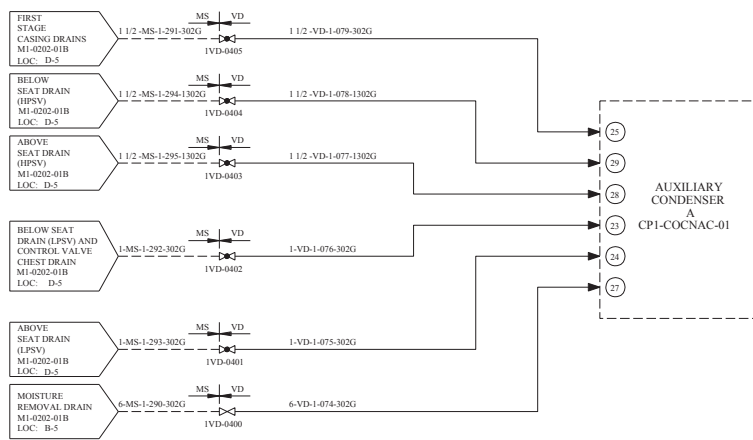 FIRST
STAGE
CASING DRAINS
M1-0202-01B
LOC: D-5
1 1/2 -MS-1-291-302G
MS VD
1VD-0405
1 1/2 -VD-1-079-302G
BELOW
SEAT DRAIN
(HPSV)
M1-0202-01B
LOC: D-5
1 1/2 -MS-1-294-1302G
MS VD
1VD-0404
1 1/2 -VD-1-078-1302G
ABOVE
SEAT DRAIN
(HPSV)
M1-0202-01B
LOC: D-5
1 1/2 -MS-1-295-1302G
MS VD
1VD-0403
1 1/2 -VD-1-077-1302G
BELOW SEAT
DRAIN (LPSV) AND
CONTROL VALVE
CHEST DRAIN
M1-0202-01B
LOC: D-5
1-MS-1-292-302G
MS VD
1VD-0402
1-VD-1-076-302G
ABOVE
SEAT DRAIN
(LPSV)
M1-0202-01B
LOC: D-5
1-MS-1-293-302G
MS VD
1VD-0401
1-VD-1-075-302G
MOISTURE
REMOVAL DRAIN
M1-0202-01B
LOC: B-5
6-MS-1-290-302G
MS VD
1VD-0400
6-VD-1-074-302G
25
29
28
23
24
27
AUXILIARY
CONDENSER
A
CP1-COCNAC-01